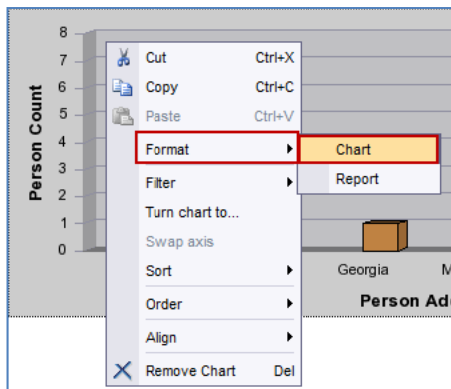 8
7
6
5
4
3
2
1
0
Person Count
Cut Ctrl+X
Copy Ctrl+C
Paste Ctrl+V
Format Chart
Report
Filter
Turn chart to...
Swap axis
Sort
Order
Align
Remove Chart Del
Georgia M
Person Ad